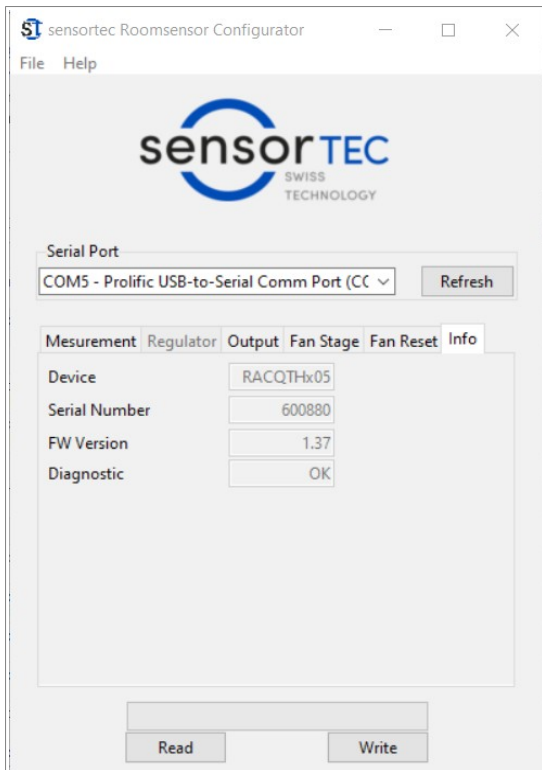 sensortec Roomsensor Configurator
File Help
sensorTEC
SWISS
TECHNOLOGY
Serial Port
COM5 - Prolific USB-to-Serial Comm Port (CC
Refresh
Mesurement Regulator Output Fan Stage Fan Reset Info
Device RACQTHx05
Serial Number 600880
FW Version 1.37
Diagnostic OK
Read Write